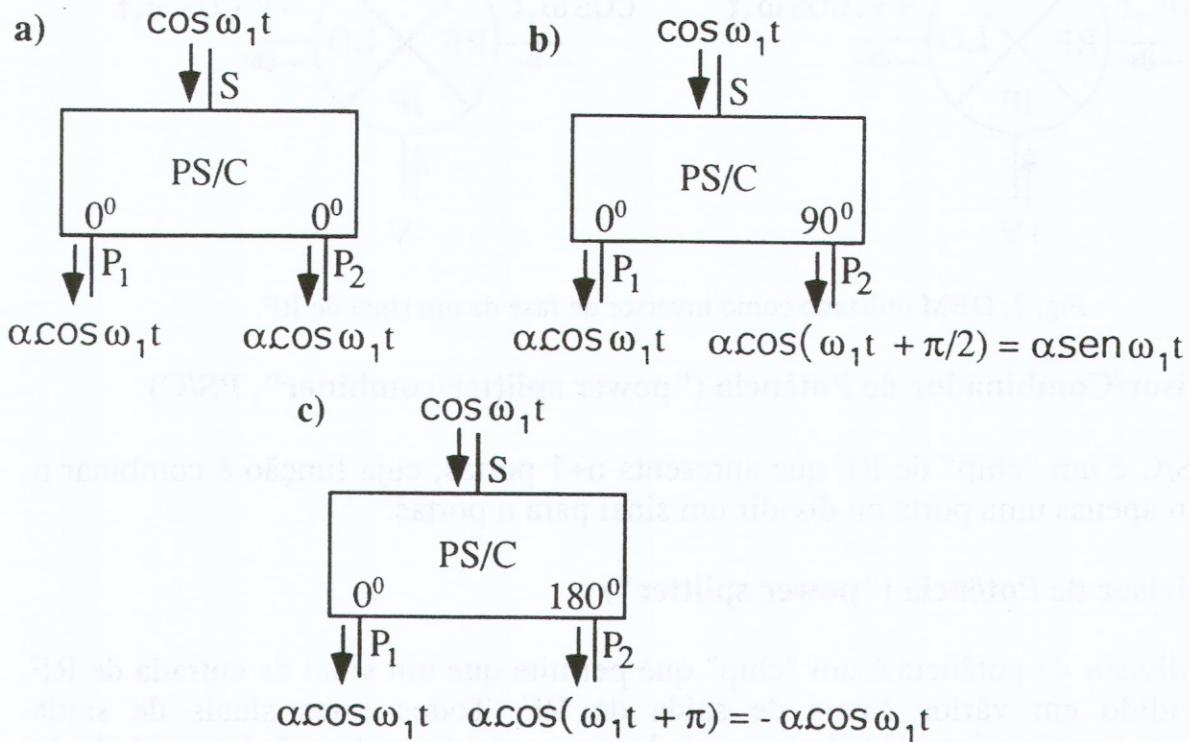 a)
cos ω₁t
S
PS/C
0⁰ 0⁰
P₁ P₂
αcos ω₁t αcos ω₁t
b)
cos ω₁t
S
PS/C
0⁰ 90⁰
P₁ P₂
αcos ω₁t αcos( ω₁t + π/2) = αsen ω₁t
c)
cos ω₁t
S
PS/C
0⁰ 180⁰
P₁ P₂
αcos ω₁t αcos( ω₁t + π) = - αcos ω₁t